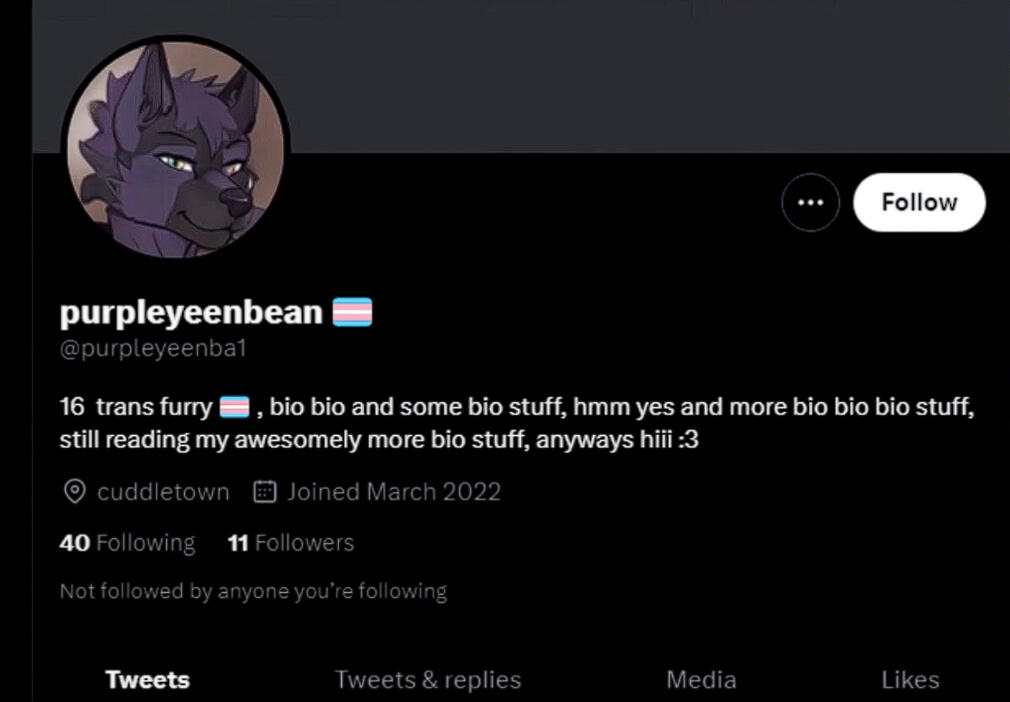 Follow
purpleyeenbean 🏳️‍⚧️
@purpleyeenba1
16 trans furry 🏳️‍⚧️ , bio bio and some bio stuff, hmm yes and more bio bio bio stuff,
still reading my awesomely more bio stuff, anyways hiii :3
cuddletown Joined March 2022
40 Following 11 Followers
Not followed by anyone you're following
Tweets Tweets & replies Media Likes